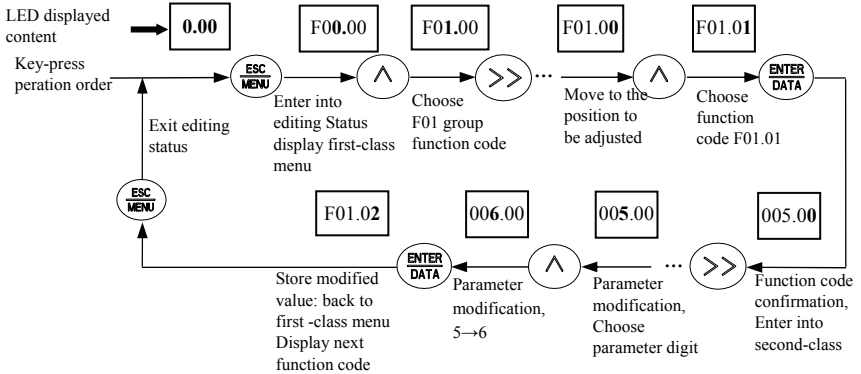 LED displayed
content
0.00
F00.00
F01.00
F01.00
F01.01
Key-press
peration order
ESC
MENU
∧
>>
...
∧
ENTER
DATA
Enter into
editing Status
display first-class
menu
Choose
F01 group
function code
Move to the
position to
be adjusted
Choose
function
code F01.01
Exit editing
status
ESC
MENU
F01.02
006.00
005.00
005.00
ENTER
DATA
∧
...
>>
Store modified
value: back to
first -class menu
Display next
function code
Parameter
modification,
5→6
Parameter
modification,
Choose
parameter digit
Function code
confirmation,
Enter into
second-class